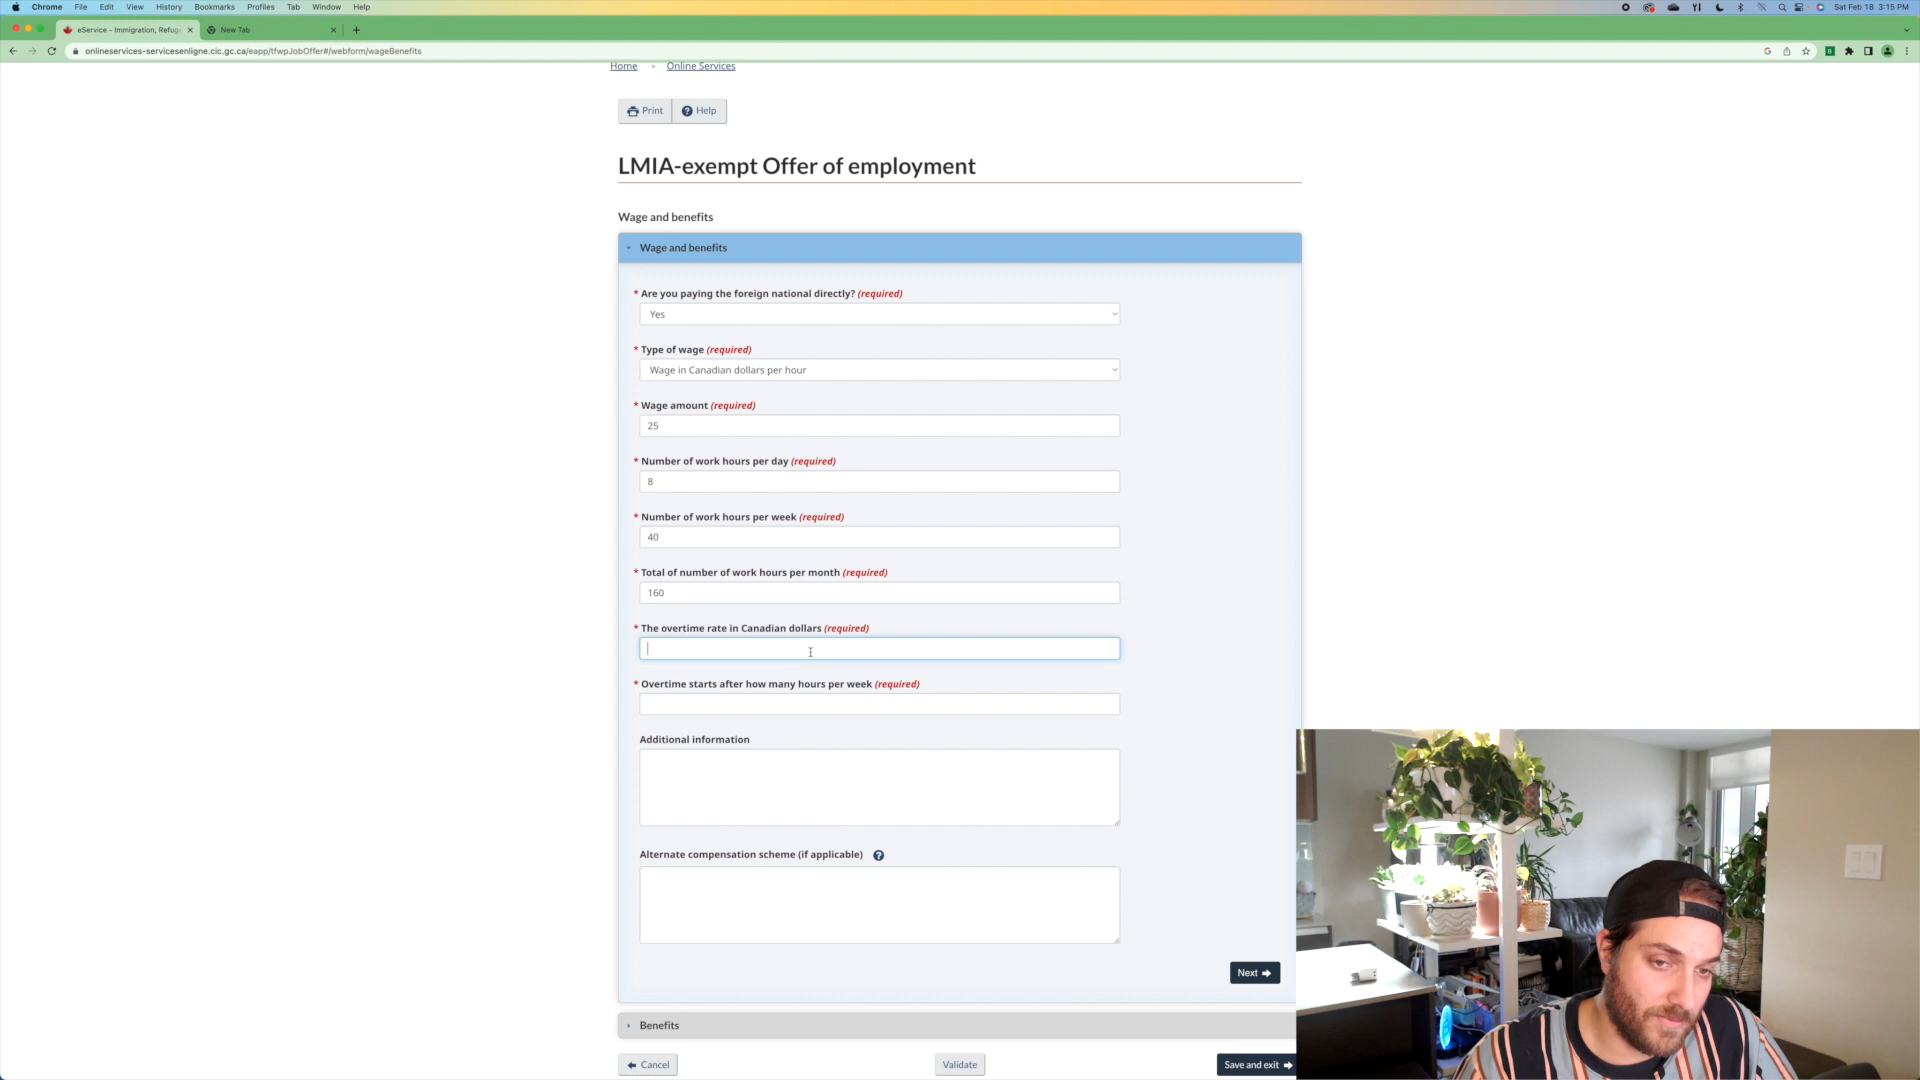 Chrome File Edit View History Bookmarks Profiles Tab Window Help Sat Feb 18 3:15 PM
eService - Immigration, Refug New Tab
onlineservices-servicesenligne.cic.gc.ca/eapp/tfwpJobOffer#/webform/wageBenefits
Home > Online Services
Print Help
LMIA-exempt Offer of employment
Wage and benefits
Wage and benefits
* Are you paying the foreign national directly? (required)
Yes
* Type of wage (required)
Wage in Canadian dollars per hour
* Wage amount (required)
25
* Number of work hours per day (required)
8
* Number of work hours per week (required)
40
* Total of number of work hours per month (required)
160
* The overtime rate in Canadian dollars (required)
* Overtime starts after how many hours per week (required)
Additional information
Alternate compensation scheme (if applicable)
Next
Benefits
Cancel Validate Save and exit